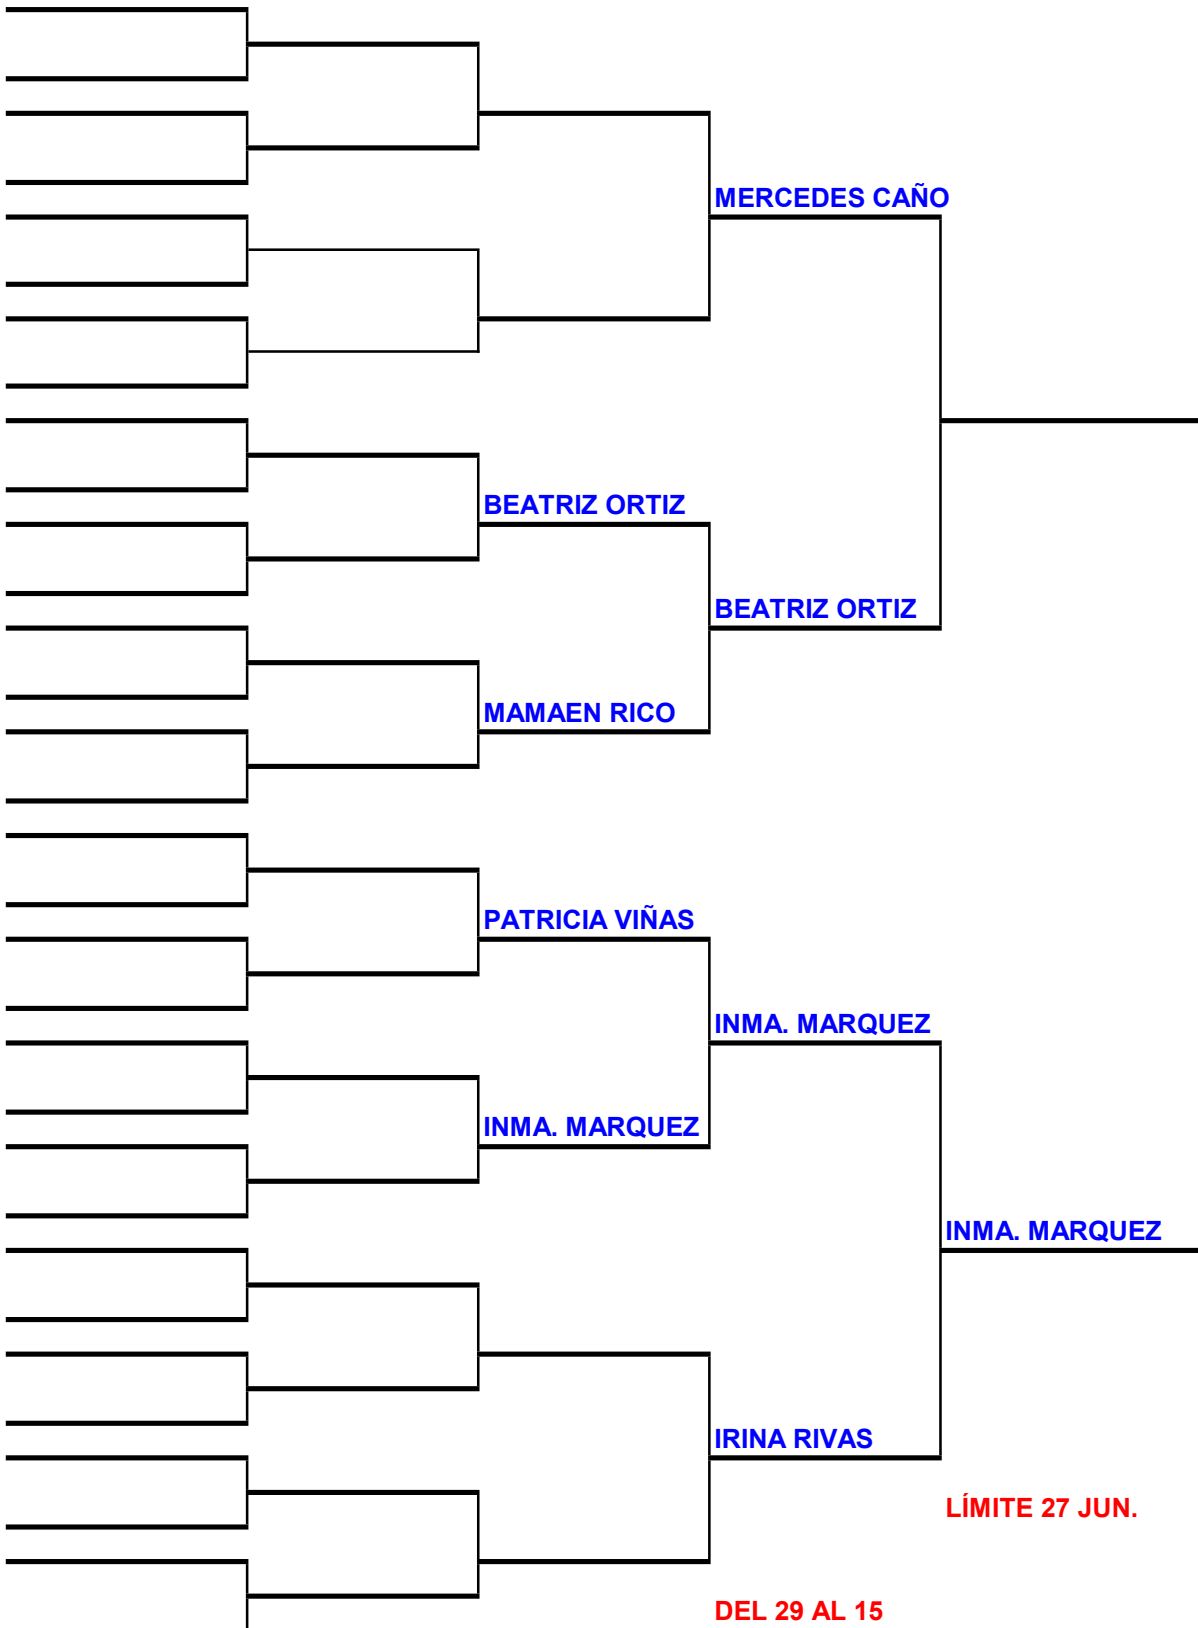 MERCEDES CAÑO
BEATRIZ ORTIZ
BEATRIZ ORTIZ
MAMAEN RICO
PATRICIA VIÑAS
INMA. MARQUEZ
INMA. MARQUEZ
INMA. MARQUEZ
IRINA RIVAS
LÍMITE 27 JUN.
DEL 29 AL 15